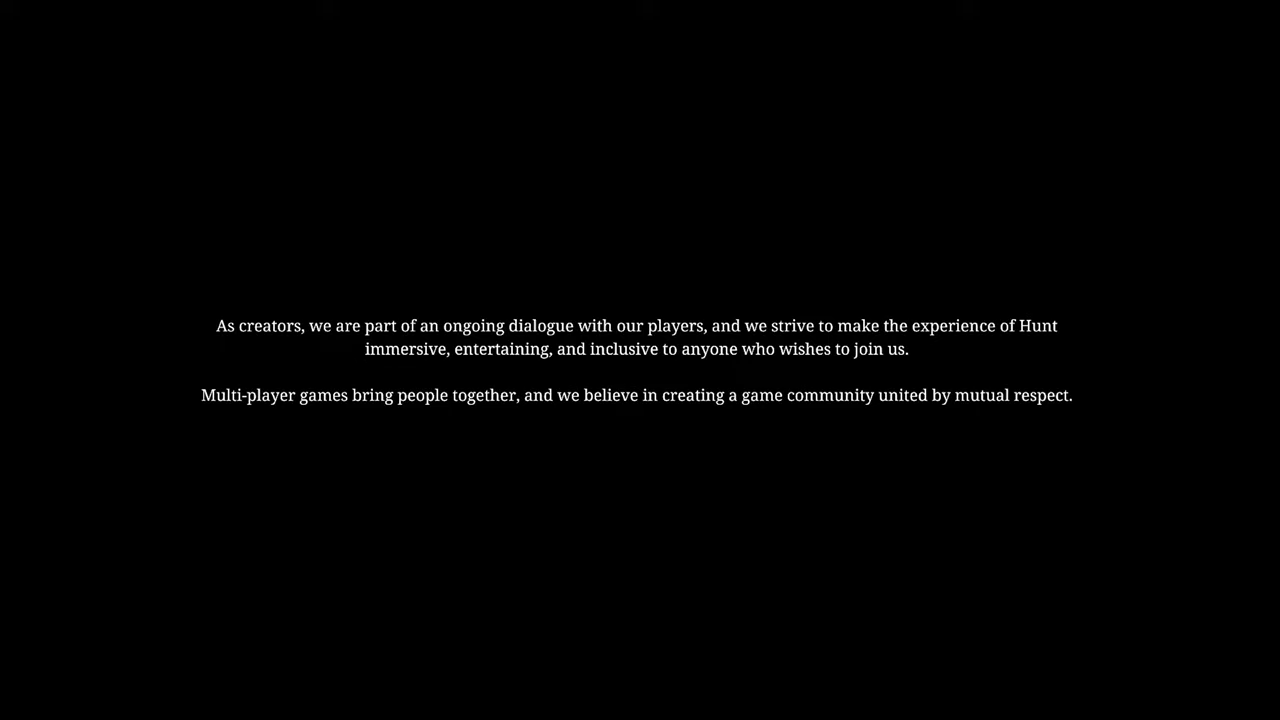 As creators, we are part of an ongoing dialogue with our players, and we strive to make the experience of Hunt
immersive, entertaining, and inclusive to anyone who wishes to join us.
Multi-player games bring people together, and we believe in creating a game community united by mutual respect.